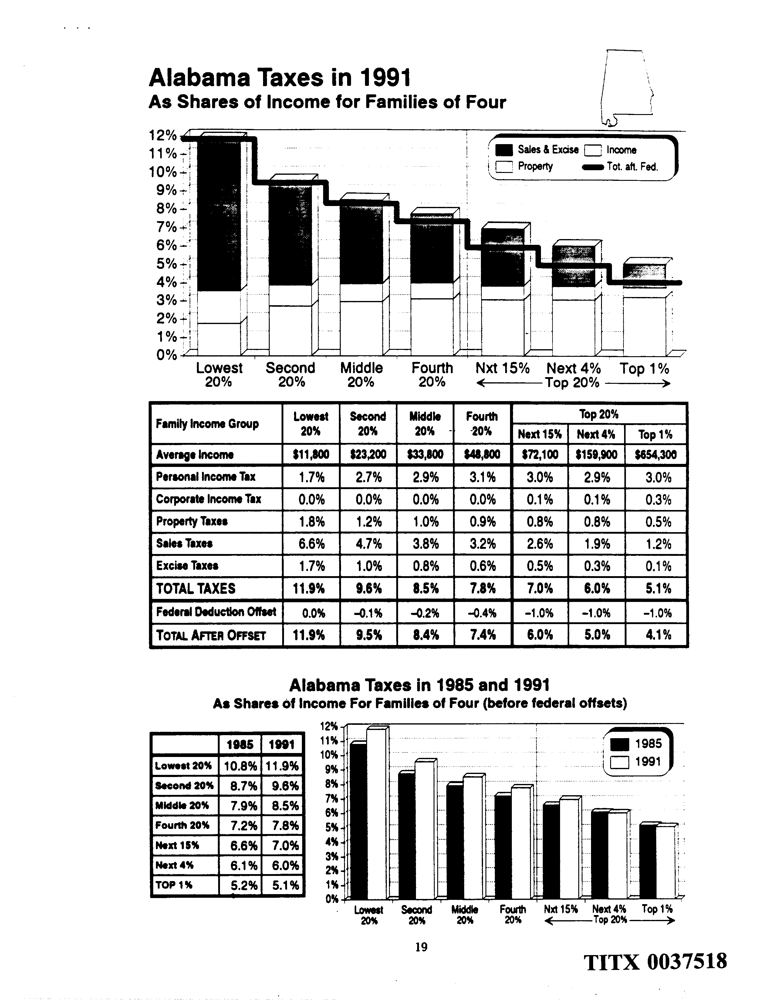 Alabama Taxes in 1991
As Shares of Income for Families of Four
12%
11%
10%
9%
8%
7%
6%
5%
4%
3%
2%
1%
0%
Sales & Excise Income
Property Tot. aft. Fed.
Lowest Second Middle Fourth Nxt 15% Next 4% Top 1%
20% 20% 20% 20% Top 20%
Family Income Group Lowest 20% Second 20% Middle 20% Fourth 20% Top 20%
Next 15% Next 4% Top 1%
Average Income $11,800 $23,200 $33,800 $48,800 $72,100 $159,900 $654,300
Personal Income Tax 1.7% 2.7% 2.9% 3.1% 3.0% 2.9% 3.0%
Corporate Income Tax 0.0% 0.0% 0.0% 0.0% 0.1% 0.1% 0.3%
Property Taxes 1.8% 1.2% 1.0% 0.9% 0.8% 0.8% 0.5%
Sales Taxes 6.6% 4.7% 3.8% 3.2% 2.6% 1.9% 1.2%
Excise Taxes 1.7% 1.0% 0.8% 0.6% 0.5% 0.3% 0.1%
TOTAL TAXES 11.9% 9.6% 8.5% 7.8% 7.0% 6.0% 5.1%
Federal Deduction Offset 0.0% –0.1% –0.2% –0.4% –1.0% –1.0% –1.0%
TOTAL AFTER OFFSET 11.9% 9.5% 8.4% 7.4% 6.0% 5.0% 4.1%
Alabama Taxes in 1985 and 1991
As Shares of Income For Families of Four (before federal offsets)
1985 1991
Lowest 20% 10.8% 11.9%
Second 20% 8.7% 9.6%
Middle 20% 7.9% 8.5%
Fourth 20% 7.2% 7.8%
Next 15% 6.6% 7.0%
Next 4% 6.1% 6.0%
TOP 1% 5.2% 5.1%
12%
11%
10%
9%
8%
7%
6%
5%
4%
3%
2%
1%
0%
1985
1991
Lowest Second Middle Fourth Nxt 15% Next 4% Top 1%
20% 20% 20% 20% Top 20%
19
TITX 0037518